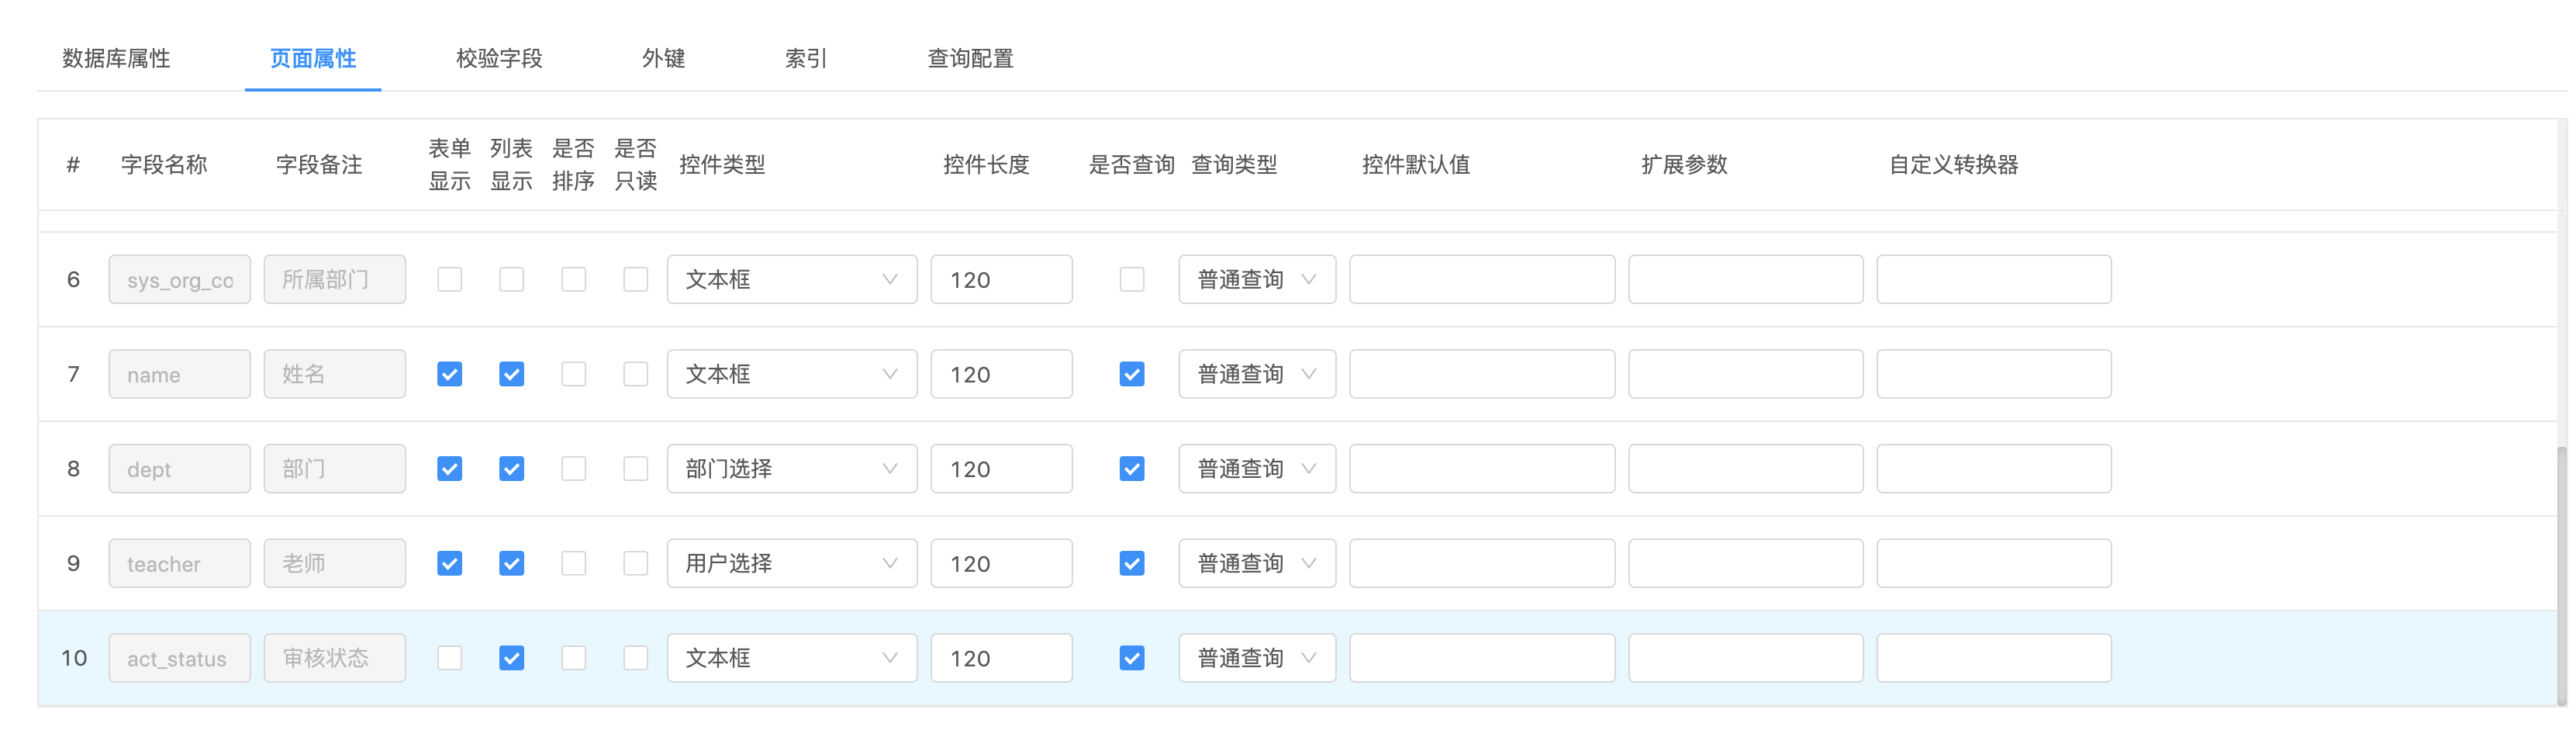 数据库属性 页面属性 校验字段 外键 索引 查询配置
# 字段名称 字段备注 表单显示 列表显示 是否排序 是否只读 控件类型 控件长度 是否查询 查询类型 控件默认值 扩展参数 自定义转换器
6 sys_org_co 所属部门 文本框 120 普通查询
7 name 姓名 文本框 120 普通查询
8 dept 部门 部门选择 120 普通查询
9 teacher 老师 用户选择 120 普通查询
10 act_status 审核状态 文本框 120 普通查询